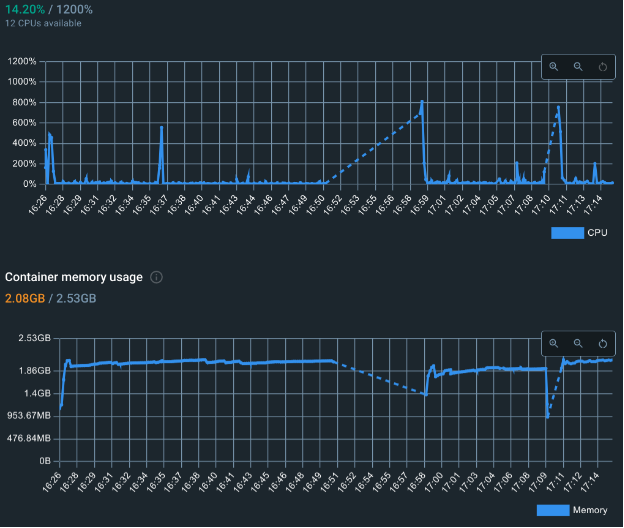 14.20% / 1200%
12 CPUs available
1200%
1000%
800%
600%
400%
200%
0%
16:26 16:28 16:29 16:31 16:32 16:34 16:35 16:37 16:38 16:40 16:41 16:43 16:44 16:46 16:47 16:49 16:50 16:52 16:53 16:55 16:56 16:58 16:59 17:01 17:02 17:04 17:05 17:07 17:08 17:10 17:11 17:13 17:14
CPU
Container memory usage
2.08GB / 2.53GB
2.53GB
1.86GB
1.4GB
953.67MB
476.84MB
0B
16:26 16:28 16:29 16:31 16:32 16:34 16:35 16:37 16:38 16:40 16:41 16:43 16:44 16:46 16:48 16:49 16:51 16:52 16:54 16:55 16:57 16:58 17:00 17:01 17:03 17:04 17:06 17:08 17:09 17:11 17:12 17:14
Memory